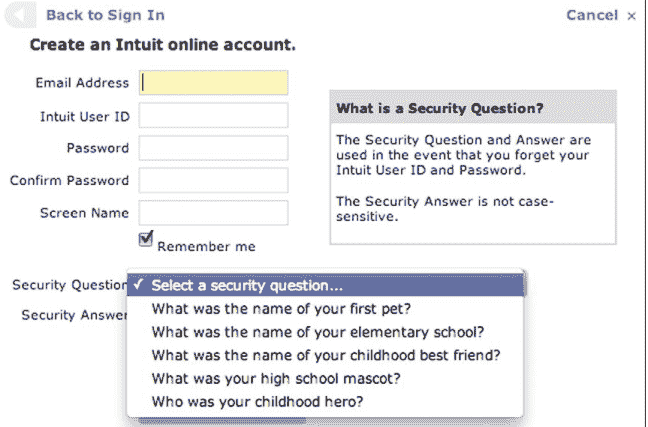 Back to Sign In
Cancel ×
Create an Intuit online account.
Email Address
Intuit User ID
Password
Confirm Password
Screen Name
Remember me
What is a Security Question?
The Security Question and Answer are
used in the event that you forget your
Intuit User ID and Password.
The Security Answer is not case-
sensitive.
Security Question
Security Answer
✓ Select a security question...
What was the name of your first pet?
What was the name of your elementary school?
What was the name of your childhood best friend?
What was your high school mascot?
Who was your childhood hero?